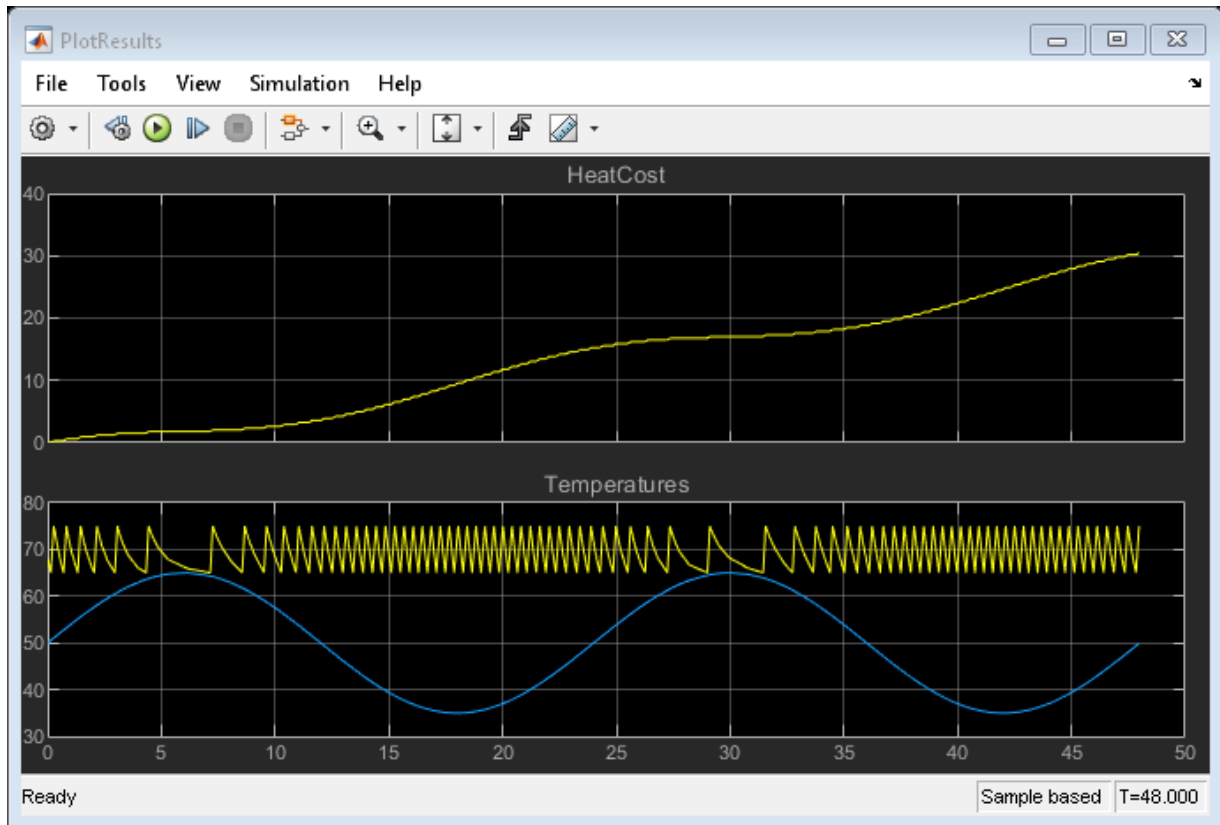 PlotResults
File Tools View Simulation Help
HeatCost
40
30
20
10
0
Temperatures
80
70
60
50
40
30
0 5 10 15 20 25 30 35 40 45 50
Ready Sample based T=48.000